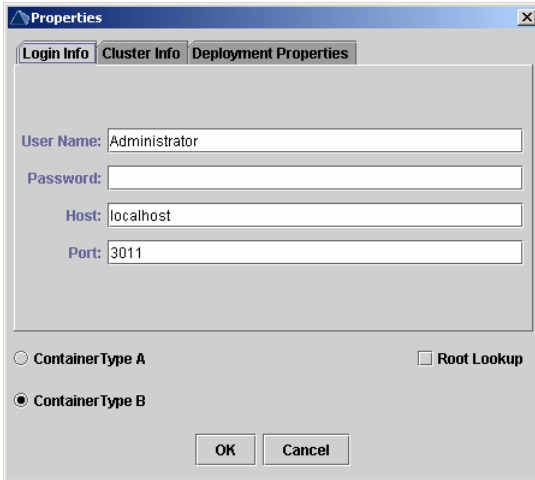 Properties
Login Info Cluster Info Deployment Properties
User Name: Administrator
Password:
Host: localhost
Port: 3011
ContainerType A Root Lookup
ContainerType B
OK Cancel